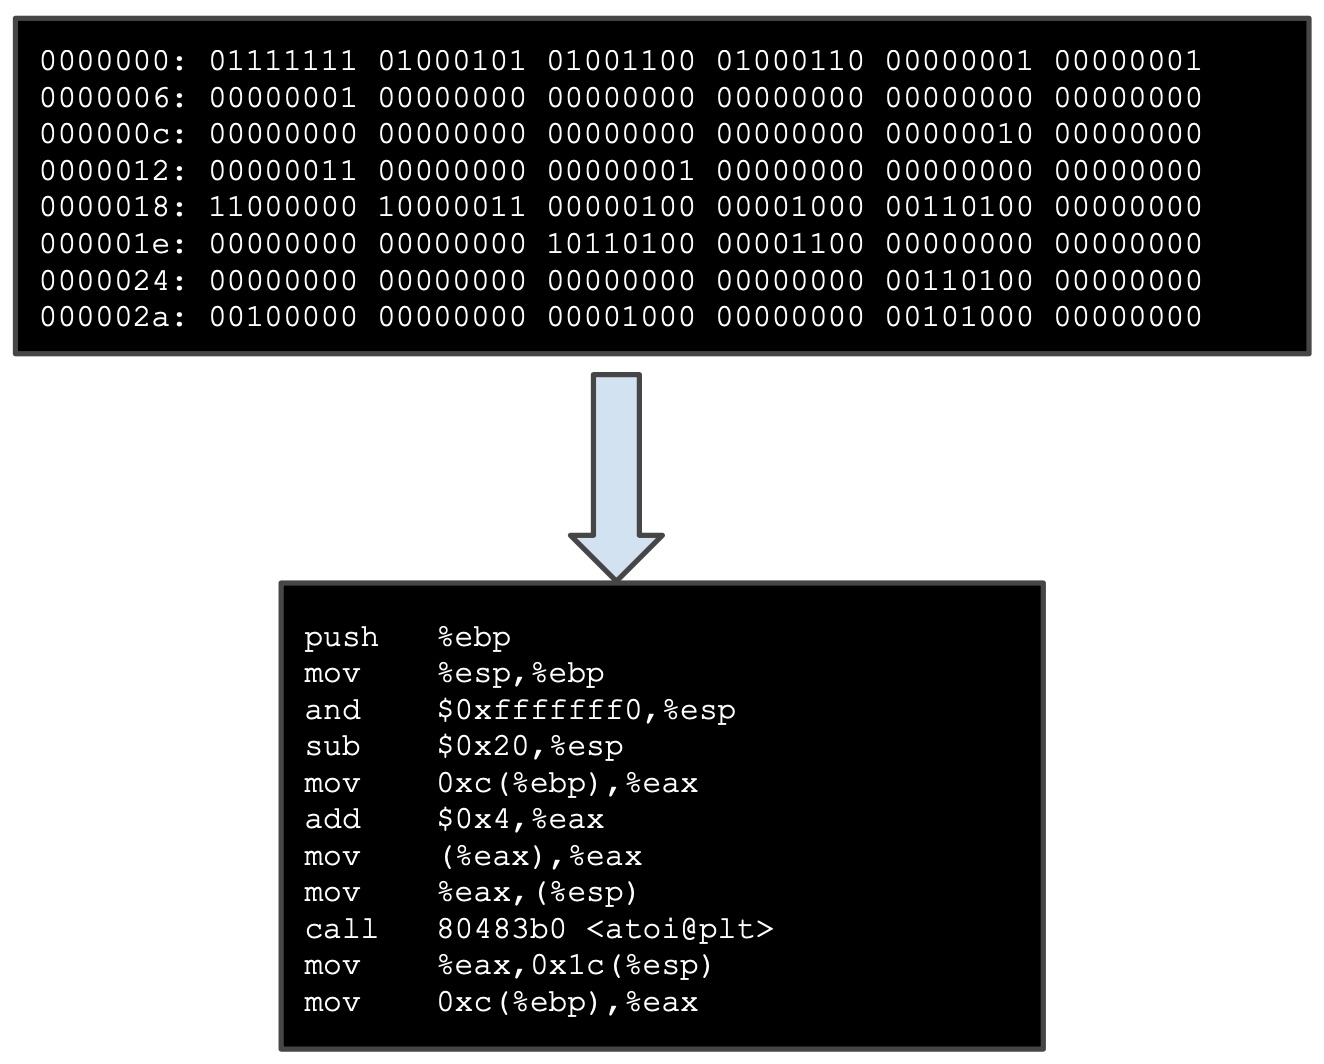 0000000: 01111111 01000101 01001100 01000110 00000001 00000001
0000006: 00000001 00000000 00000000 00000000 00000000 00000000
000000c: 00000000 00000000 00000000 00000000 00000010 00000000
0000012: 00000011 00000000 00000001 00000000 00000000 00000000
0000018: 11000000 10000011 00000100 00001000 00110100 00000000
000001e: 00000000 00000000 10110100 00001100 00000000 00000000
0000024: 00000000 00000000 00000000 00000000 00110100 00000000
000002a: 00100000 00000000 00001000 00000000 00101000 00000000
push %ebp
mov %esp,%ebp
and $0xfffffff0,%esp
sub $0x20,%esp
mov 0xc(%ebp),%eax
add $0x4,%eax
mov (%eax),%eax
mov %eax,(%esp)
call 80483b0 <atoi@plt>
mov %eax,0x1c(%esp)
mov 0xc(%ebp),%eax